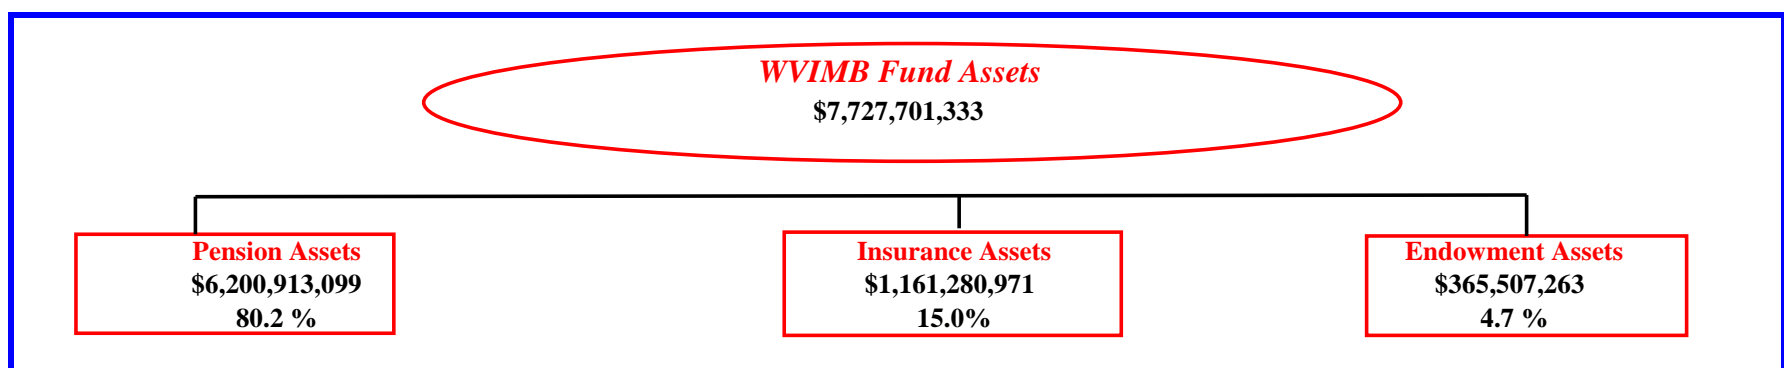 WVIMB Fund Assets
$7,727,701,333
Pension Assets
$6,200,913,099
80.2 %
Insurance Assets
$1,161,280,971
15.0%
Endowment Assets
$365,507,263
4.7 %